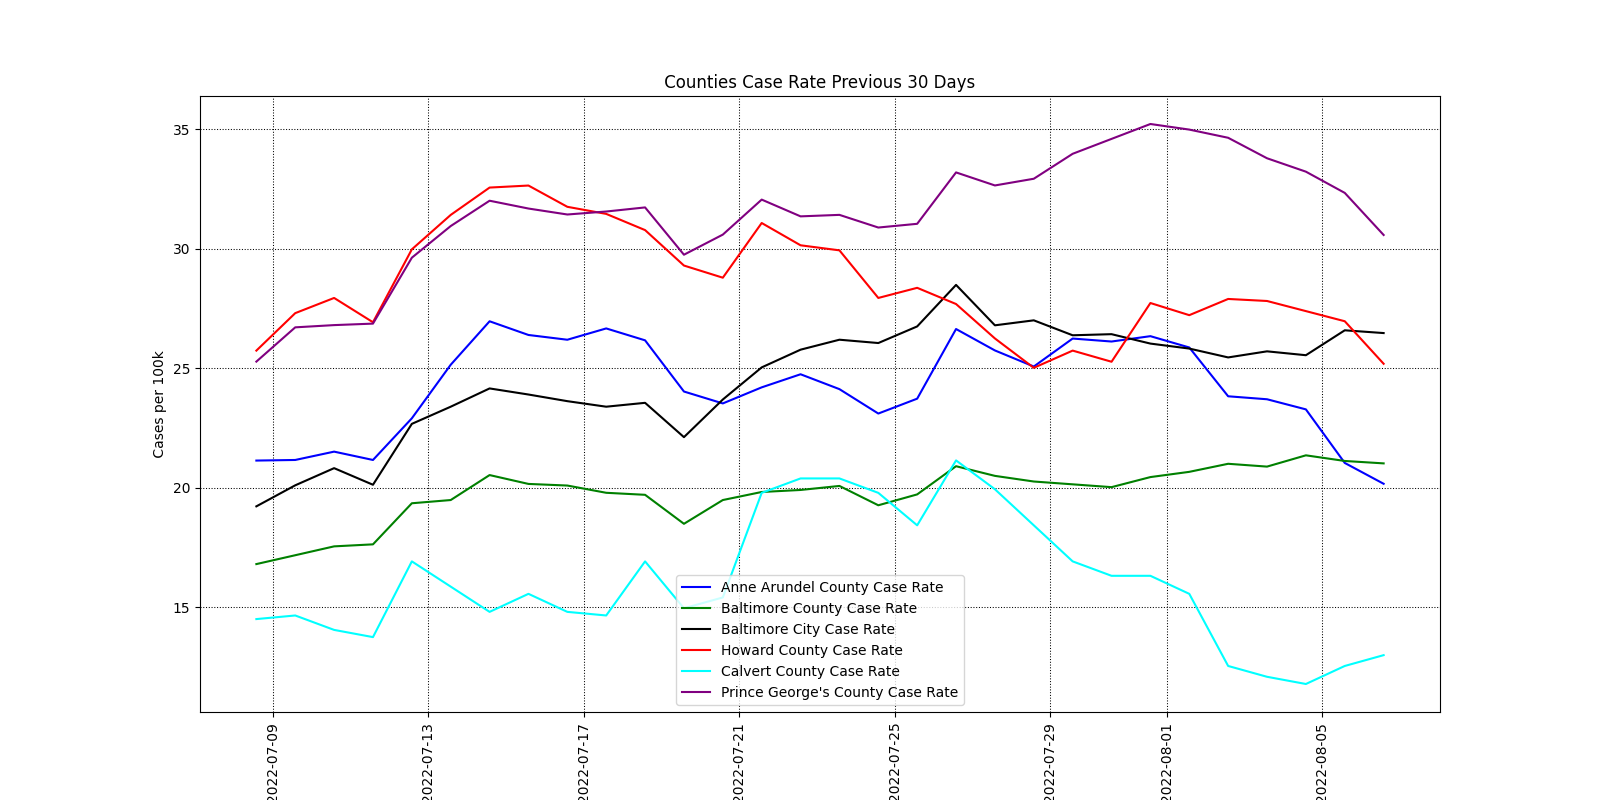 Counties Case Rate Previous 30 Days
Cases per 100k
35
30
25
20
15
Anne Arundel County Case Rate
Baltimore County Case Rate
Baltimore City Case Rate
Howard County Case Rate
Calvert County Case Rate
Prince George's County Case Rate
2022-07-09
2022-07-13
2022-07-17
2022-07-21
2022-07-25
2022-07-29
2022-08-01
2022-08-05